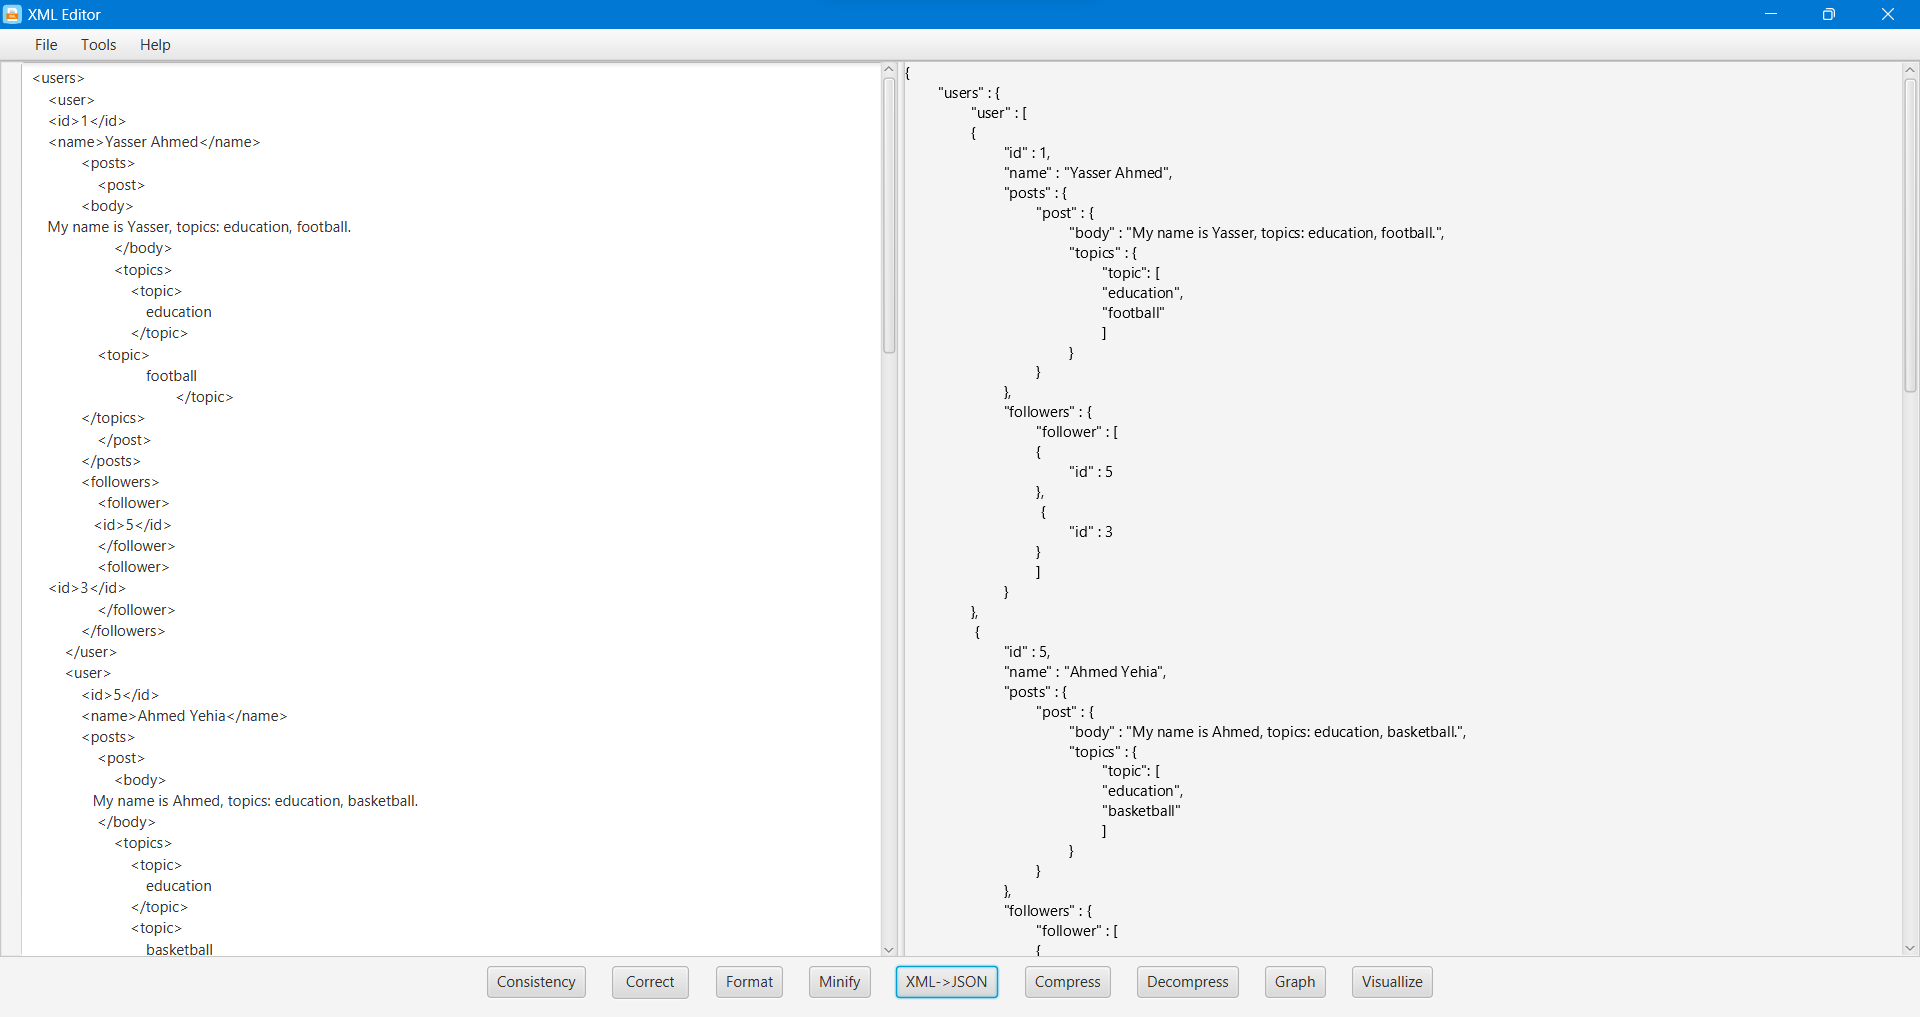 XML Editor
File Tools Help
<users>
<user>
<id>1</id>
<name>Yasser Ahmed</name>
<posts>
<post>
<body>
My name is Yasser, topics: education, football.
</body>
<topics>
<topic>
education
</topic>
<topic>
football
</topic>
</topics>
</post>
</posts>
<followers>
<follower>
<id>5</id>
</follower>
<follower>
<id>3</id>
</follower>
</followers>
</user>
<user>
<id>5</id>
<name>Ahmed Yehia</name>
<posts>
<post>
<body>
My name is Ahmed, topics: education, basketball.
</body>
<topics>
<topic>
education
</topic>
<topic>
basketball
{
"users" : {
"user" : [
{
"id" : 1,
"name" : "Yasser Ahmed",
"posts" : {
"post" : {
"body" : "My name is Yasser, topics: education, football.",
"topics" : {
"topic": [
"education",
"football"
]
}
}
},
"followers" : {
"follower" : [
{
"id" : 5
},
{
"id" : 3
}
]
}
},
{
"id" : 5,
"name" : "Ahmed Yehia",
"posts" : {
"post" : {
"body" : "My name is Ahmed, topics: education, basketball.",
"topics" : {
"topic": [
"education",
"basketball"
]
}
}
},
"followers" : {
"follower" : [
{
Consistency Correct Format Minify XML->JSON Compress Decompress Graph Visuallize